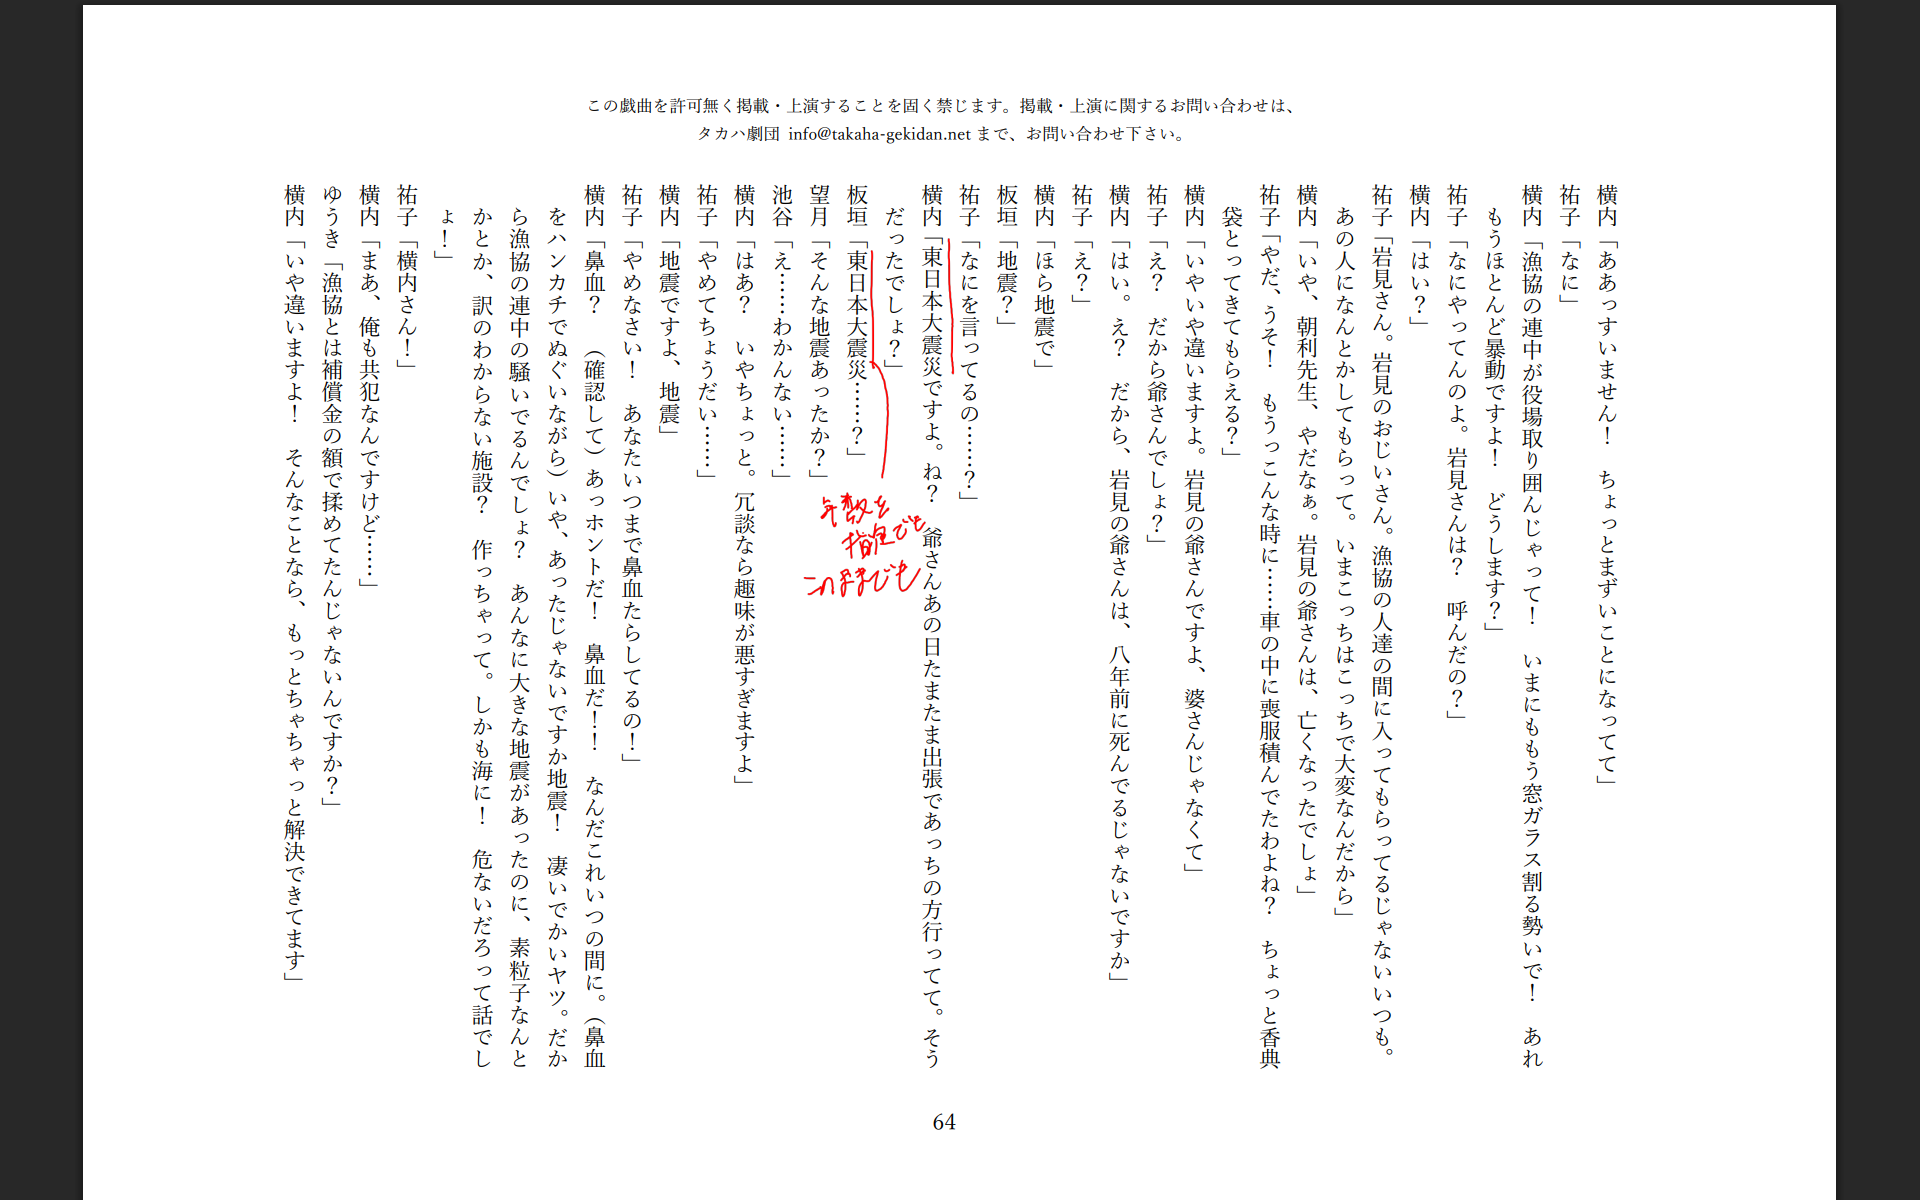 この戯曲を許可無く掲載・上演することを固く禁じます。掲載・上演に関するお問い合わせは、
タカハ劇団 info@takaha-gekidan.net まで、お問い合わせ下さい。
横内「ああっすいません！　ちょっとまずいことになってて」
祐子「なに」
横内「漁協の連中が役場取り囲んじゃって！　いまにももう窓ガラス割る勢いで！　あれ
もうほとんど暴動ですよ！　どうします？」
祐子「なにやってんのよ。岩見さんは？　呼んだの？」
横内「はい？」
祐子「岩見さん。岩見のおじいさん。漁協の人達の間に入ってもらってるじゃないいつも。
あの人になんとかしてもらって。いまこっちはこっちで大変なんだから」
横内「いや、朝利先生、やだなぁ。岩見の爺さんは、亡くなったでしょ」
祐子「やだ、うそ！　もうっこんな時に……車の中に喪服積んでたわよね？　ちょっと香典
袋とってきてもらえる？」
横内「いやいや違いますよ。岩見の爺さんですよ、婆さんじゃなくて」
祐子「え？　だから爺さんでしょ？」
横内「はい。え？　だから、岩見の爺さんは、八年前に死んでるじゃないですか」
祐子「え？」
横内「ほら地震で」
板垣「地震？」
祐子「なにを言ってるの……？」
横内「東日本大震災ですよ。ね？　爺さんあの日たまたま出張であっちの方行ってて。そう
だったでしょ？」
板垣「東日本大震災……？」
年数を
指定でも
このままでも
望月「そんな地震あったか？」
池谷「え……わかんない……」
横内「はあ？　いやちょっと。冗談なら趣味が悪すぎますよ」
祐子「やめてちょうだい……」
横内「地震ですよ、地震」
祐子「やめなさい！　あなたいつまで鼻血たらしてるの！」
横内「鼻血？　（確認して）あっホントだ！　鼻血だ！！　なんだこれいつの間に。（鼻血
をハンカチでぬぐいながら）いや、あったじゃないですか地震！　凄いでかいヤツ。だか
ら漁協の連中の騒いでるんでしょ？　あんなに大きな地震があったのに、素粒子なんと
かとか、訳のわからない施設？　作っちゃって。しかも海に！　危ないだろって話でし
ょ！」
祐子「横内さん！」
横内「まあ、俺も共犯なんですけど……」
ゆうき「漁協とは補償金の額で揉めてたんじゃないんですか？」
横内「いや違いますよ！　そんなことなら、もっとちゃちゃっと解決できてます」
64